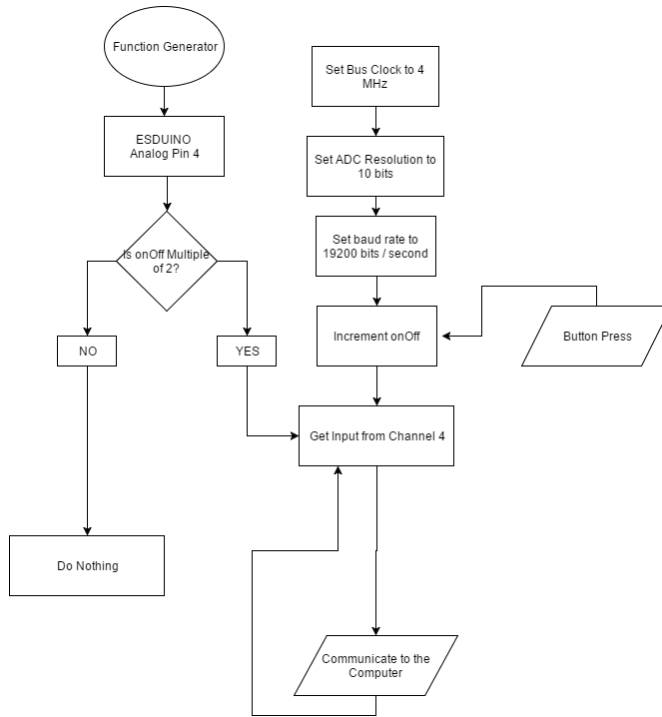 Function Generator
ESDUINO
Analog Pin 4
Is onOff Multiple
of 2?
NO
YES
Do Nothing
Set Bus Clock to 4
MHz
Set ADC Resolution to
10 bits
Set baud rate to
19200 bits / second
Increment onOff
Button Press
Get Input from Channel 4
Communicate to the
Computer